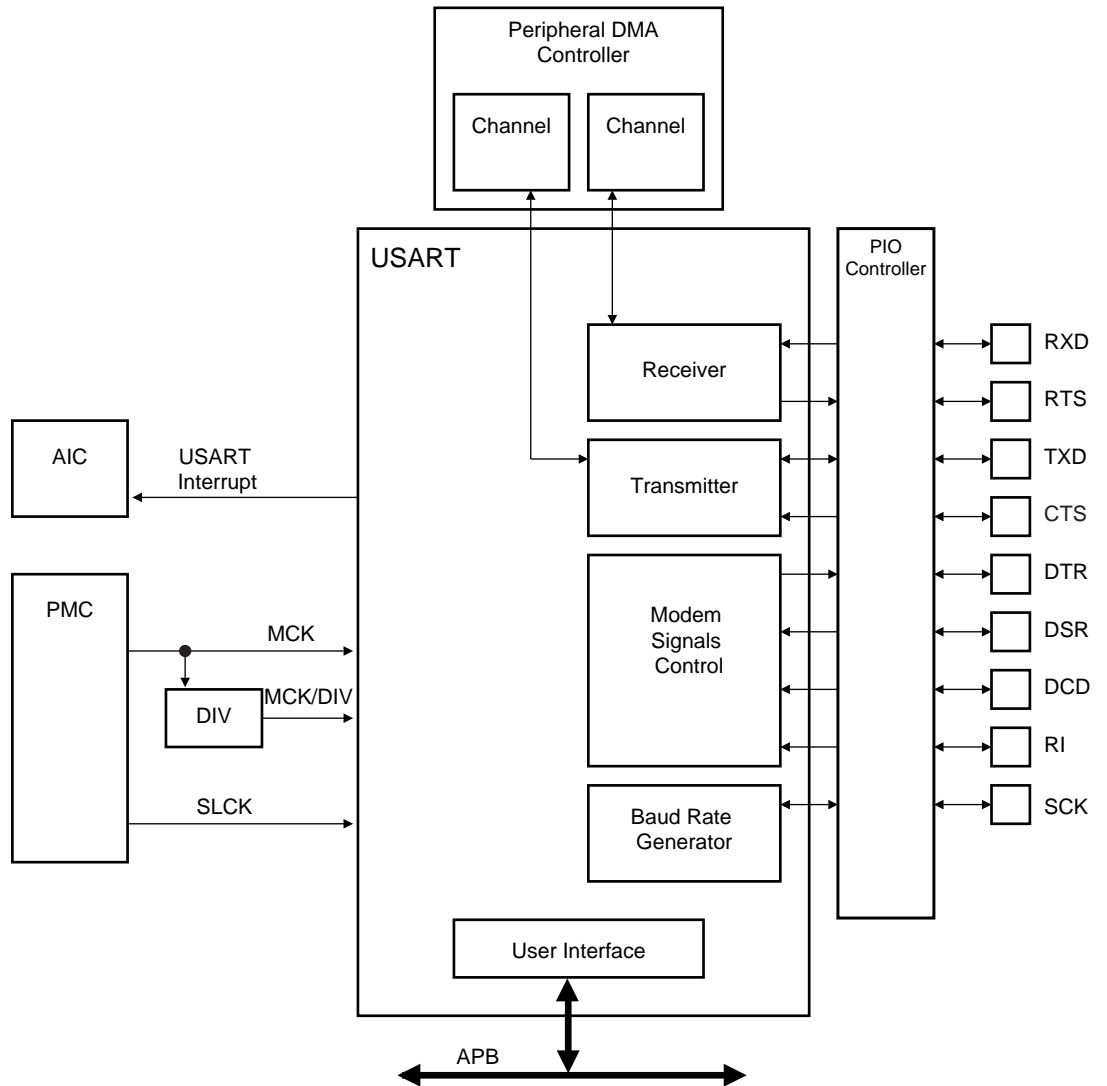 Peripheral DMA
Controller
Channel
Channel
USART
PIO
Controller
Receiver
RXD
RTS
AIC
USART
Interrupt
Transmitter
TXD
CTS
PMC
MCK
DIV
MCK/DIV
SLCK
Modem
Signals
Control
DTR
DSR
DCD
RI
Baud Rate
Generator
SCK
User Interface
APB